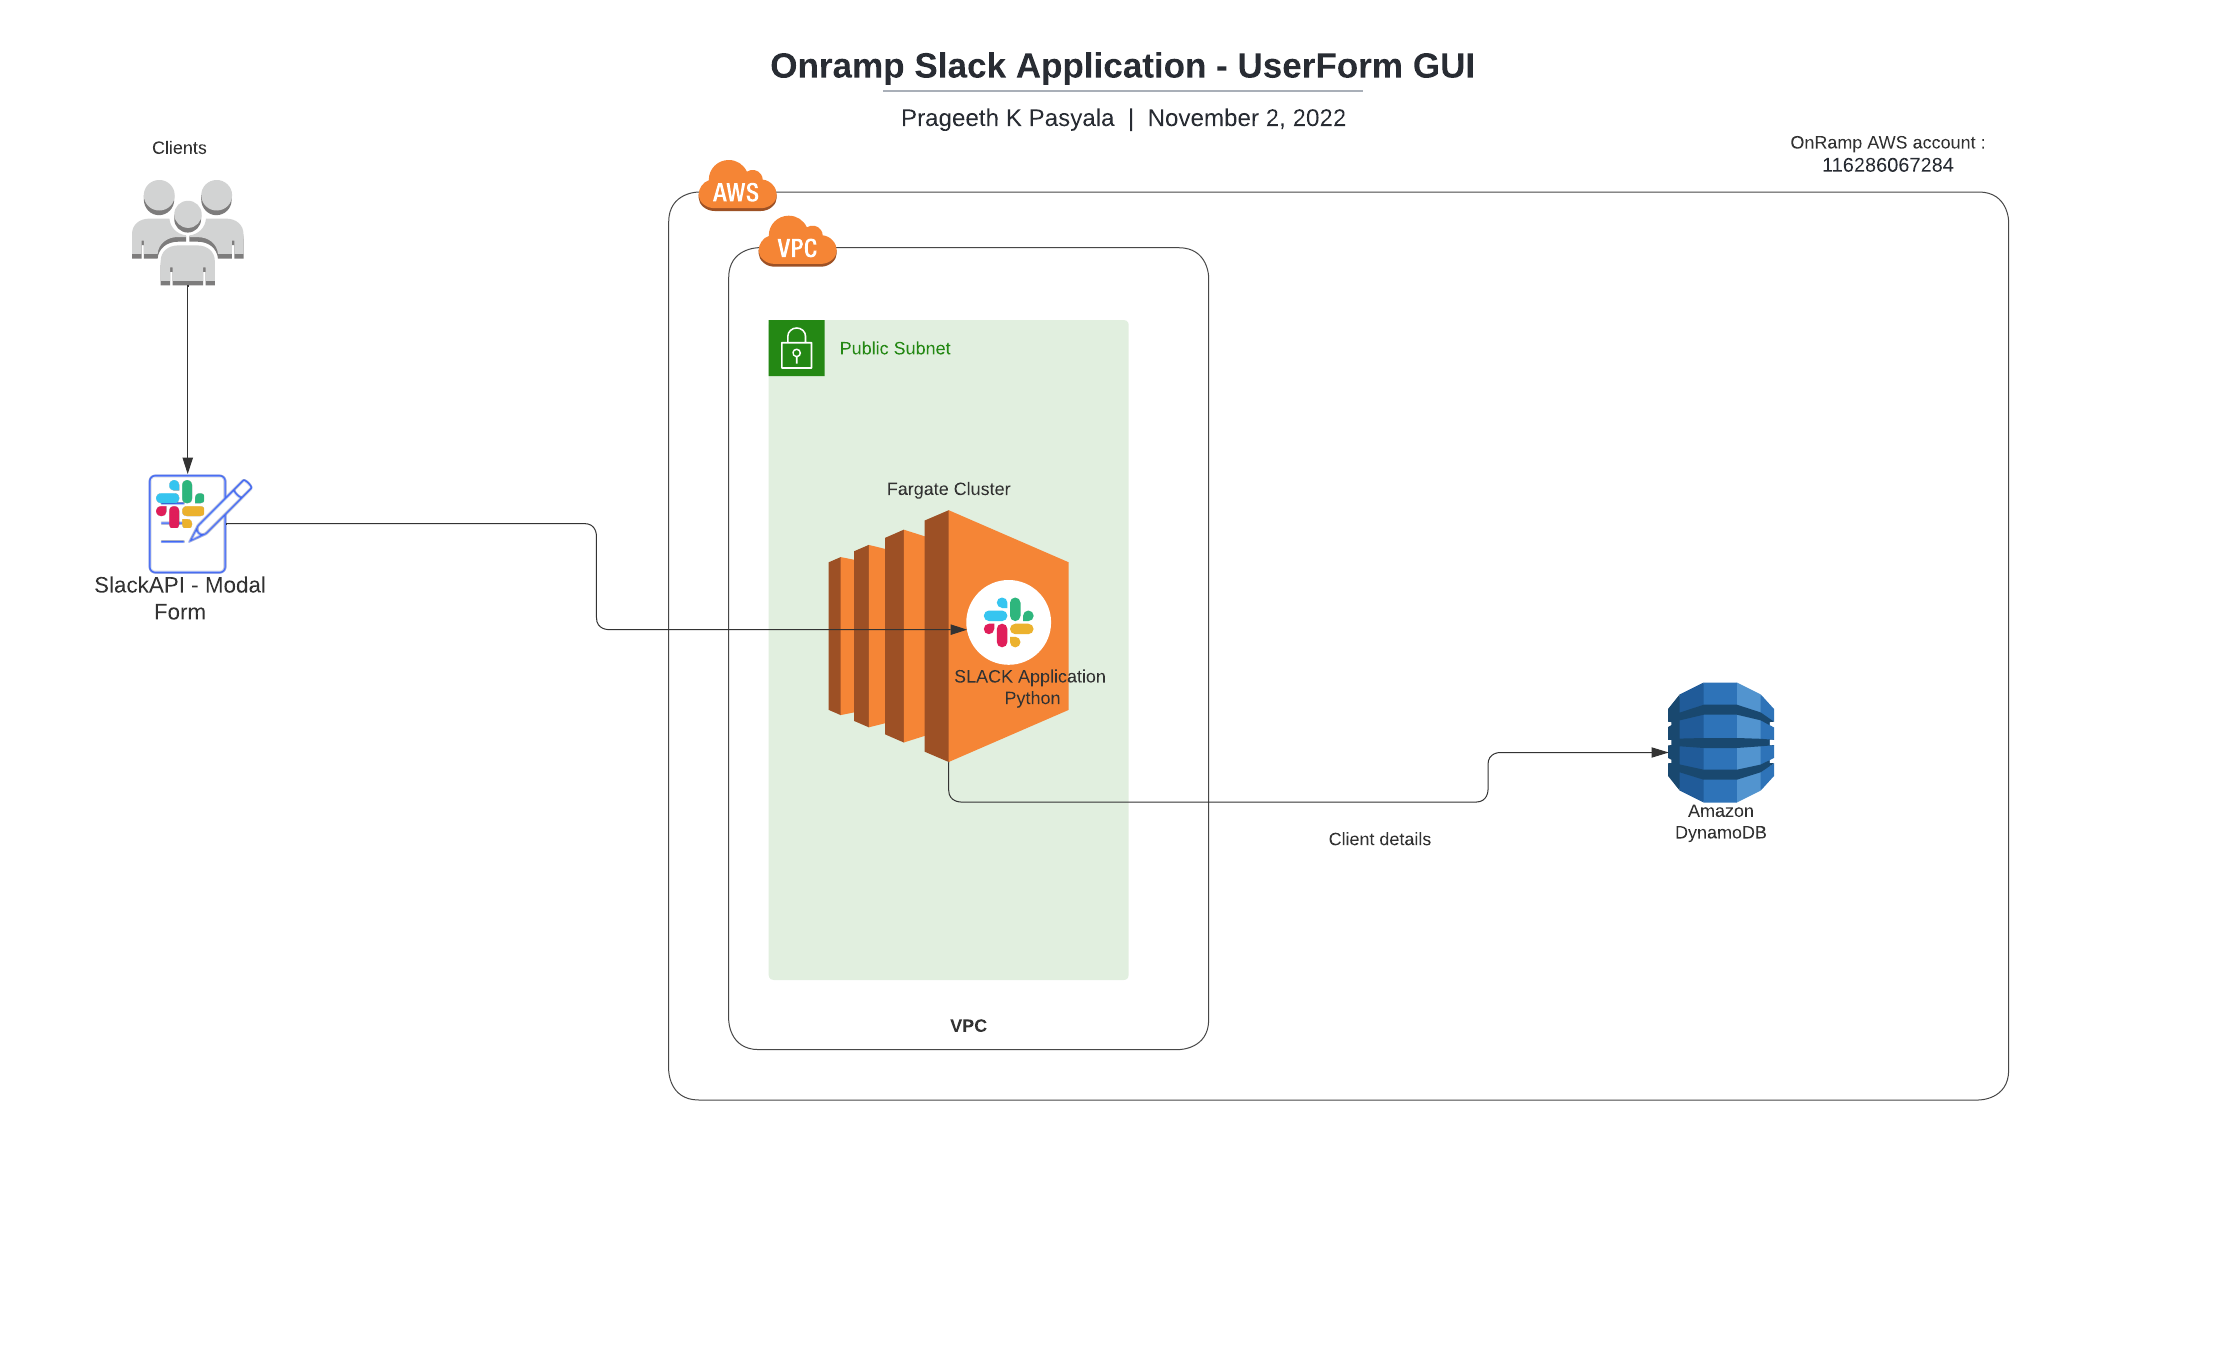 Onramp Slack Application - UserForm GUI
Prageeth K Pasyala | November 2, 2022
Clients
OnRamp AWS account :
116286067284
AWS
VPC
Public Subnet
Fargate Cluster
SlackAPI - Modal
Form
SLACK Application
Python
Amazon
DynamoDB
Client details
VPC